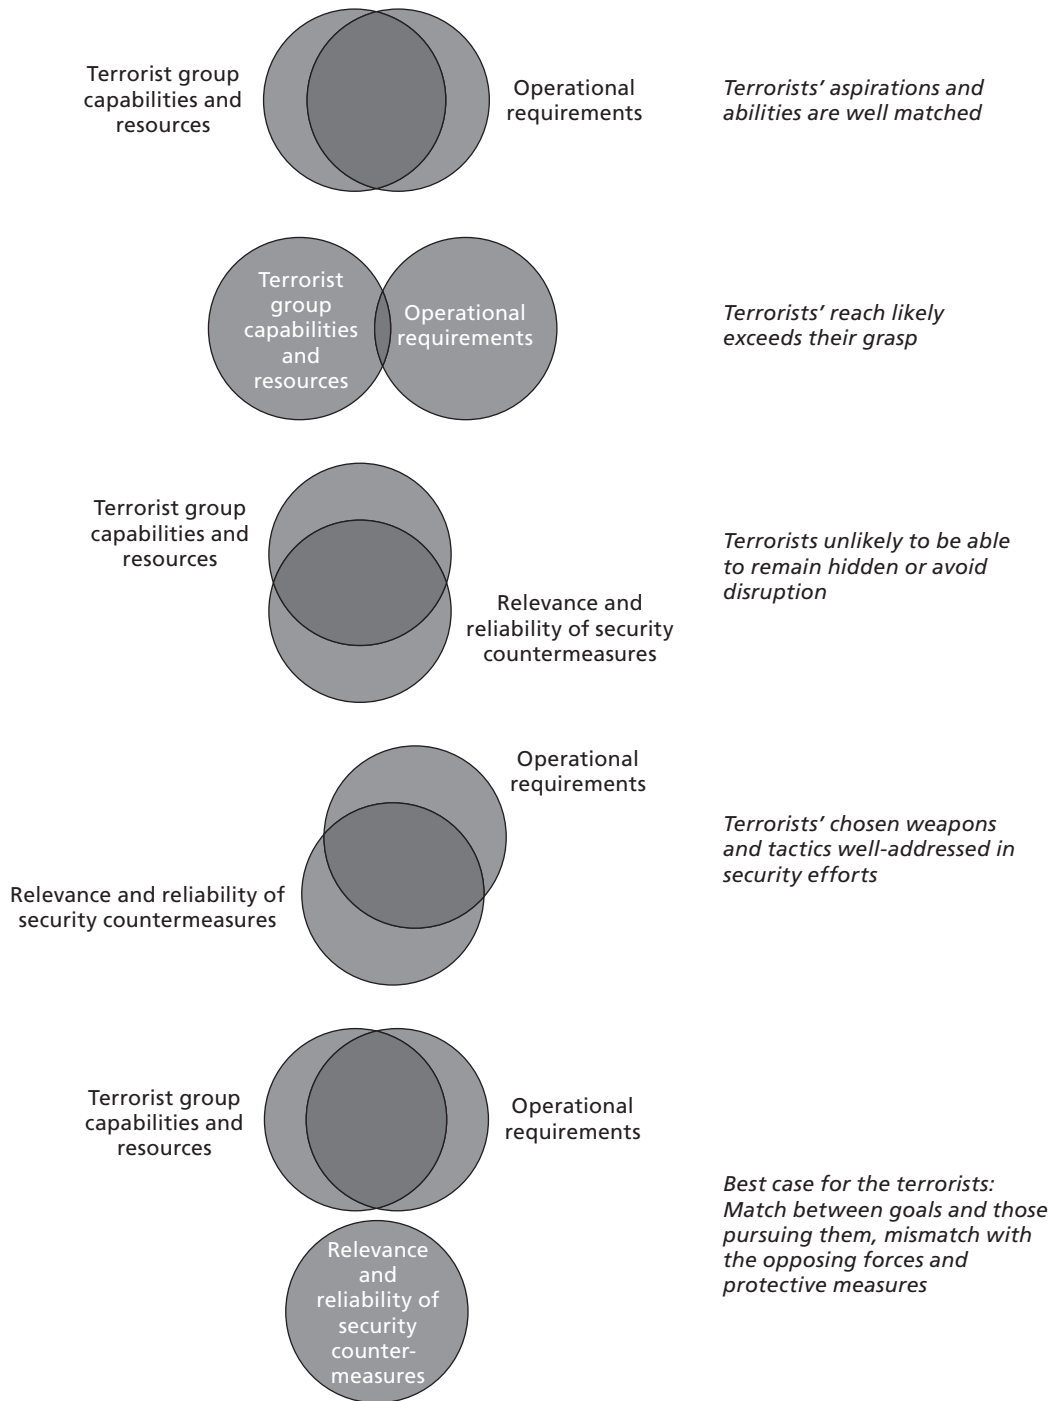 Terrorist group
capabilities and
resources
Operational
requirements
Terrorists’ aspirations and
abilities are well matched
Terrorist
group
capabilities
and
resources
Operational
requirements
Terrorists’ reach likely
exceeds their grasp
Terrorist group
capabilities and
resources
Relevance and
reliability of security
countermeasures
Terrorists unlikely to be able
to remain hidden or avoid
disruption
Operational
requirements
Relevance and reliability of
security countermeasures
Terrorists’ chosen weapons
and tactics well-addressed in
security efforts
Terrorist group
capabilities and
resources
Operational
requirements
Relevance
and
reliability of
security
counter-
measures
Best case for the terrorists:
Match between goals and those
pursuing them, mismatch with
the opposing forces and
protective measures